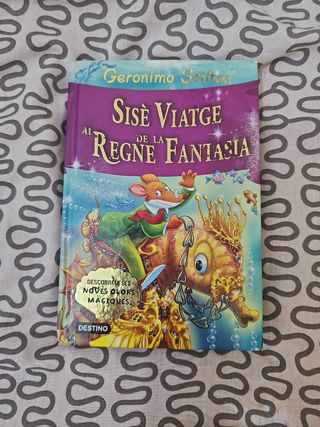 Geronimo Stilton
SISÈ VIATGE
AL
DE LA
REGNE FANTASIA
DESCOBREIX LES
NOVES OLORS
MÀGIQUES
DESTINO